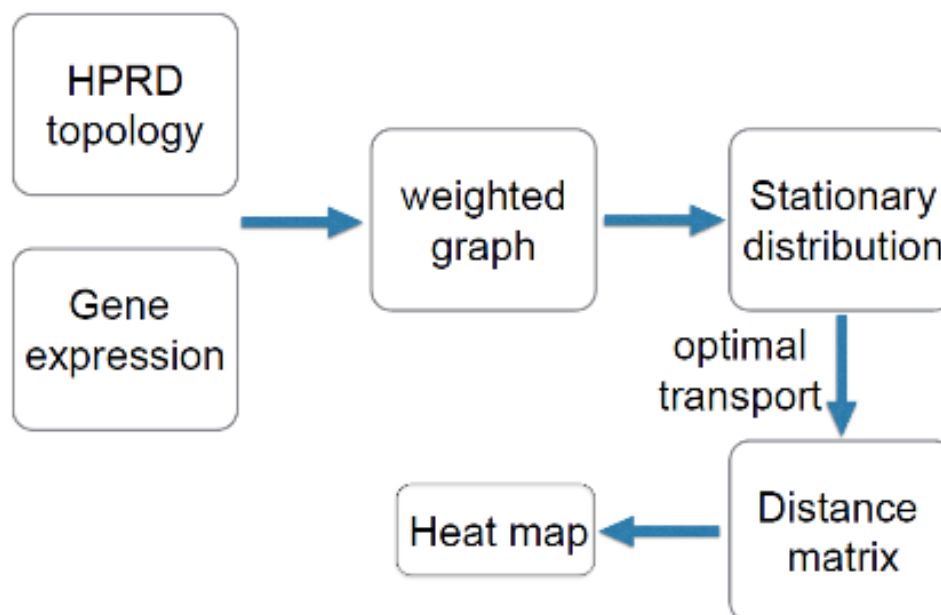 HPRD
topology
Gene
expression
weighted
graph
Stationary
distribution
optimal
transport
Distance
matrix
Heat map